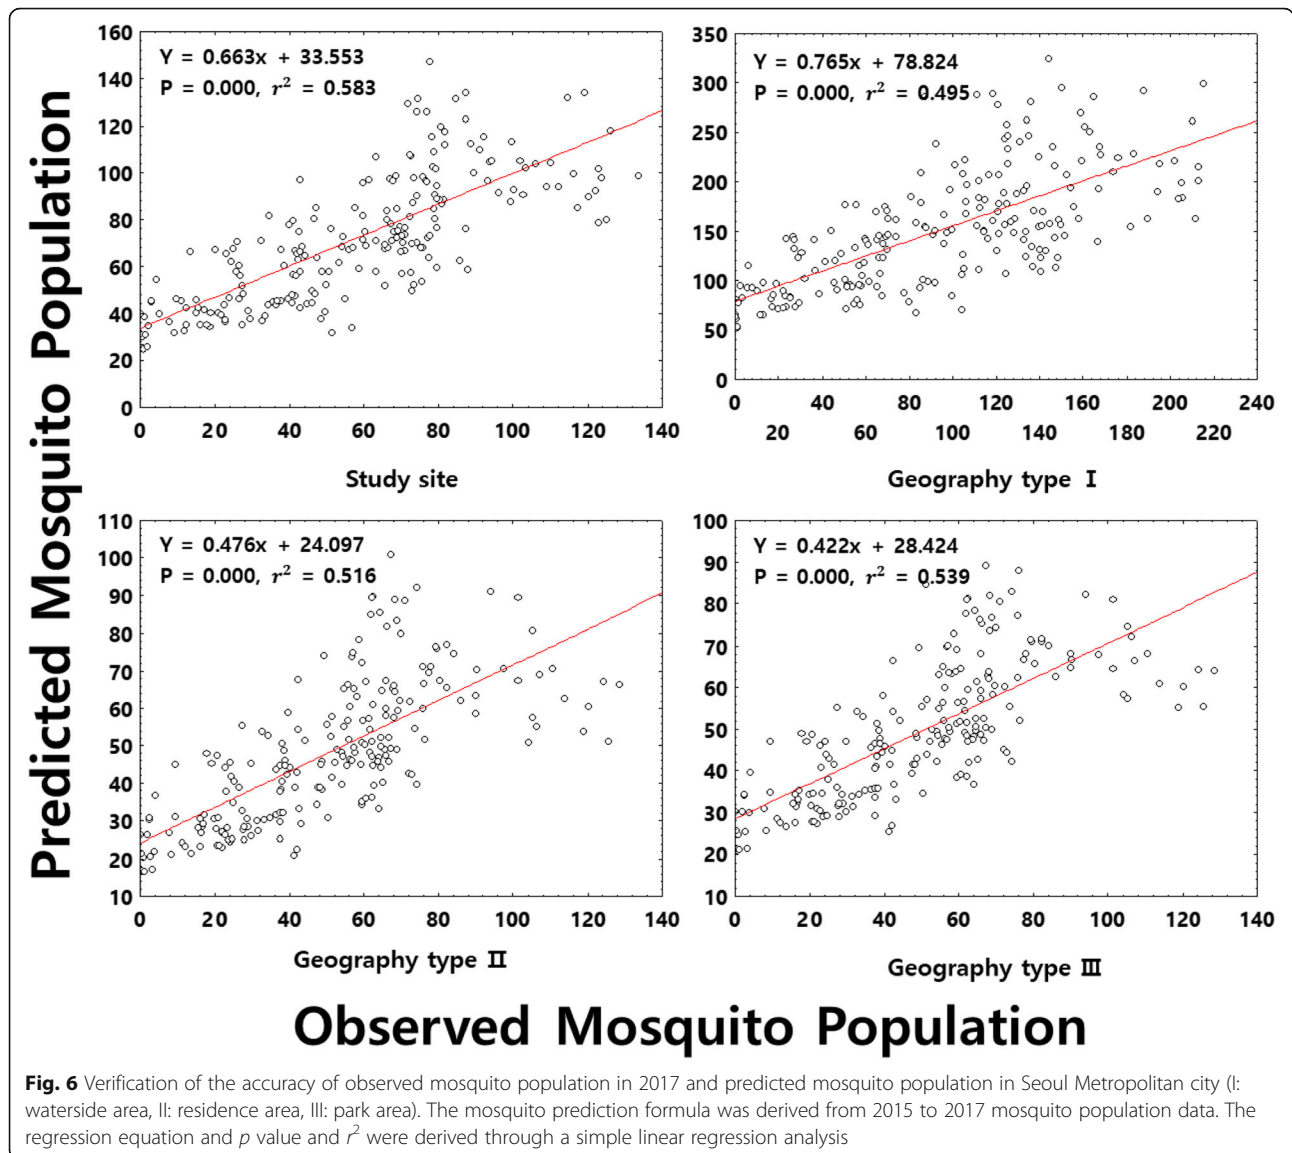 Predicted Mosquito Population
160
140
120
100
80
60
40
20
0
Y = 0.663x + 33.553
P = 0.000, r² = 0.583
0 20 40 60 80 100 120 140
Study site
350
300
250
200
150
100
50
0
Y = 0.765x + 78.824
P = 0.000, r² = 0.495
0 40 80 120 160 200 240
20 60 100 140 180 220
Geography type Ⅰ
110
100
90
80
70
60
50
40
30
20
10
Y = 0.476x + 24.097
P = 0.000, r² = 0.516
0 20 40 60 80 100 120 140
Geography type Ⅱ
100
90
80
70
60
50
40
30
20
10
Y = 0.422x + 28.424
P = 0.000, r² = 0.539
0 20 40 60 80 100 120 140
Geography type Ⅲ
Observed Mosquito Population
Fig. 6 Verification of the accuracy of observed mosquito population in 2017 and predicted mosquito population in Seoul Metropolitan city (I:
waterside area, II: residence area, III: park area). The mosquito prediction formula was derived from 2015 to 2017 mosquito population data. The
regression equation and p value and r² were derived through a simple linear regression analysis